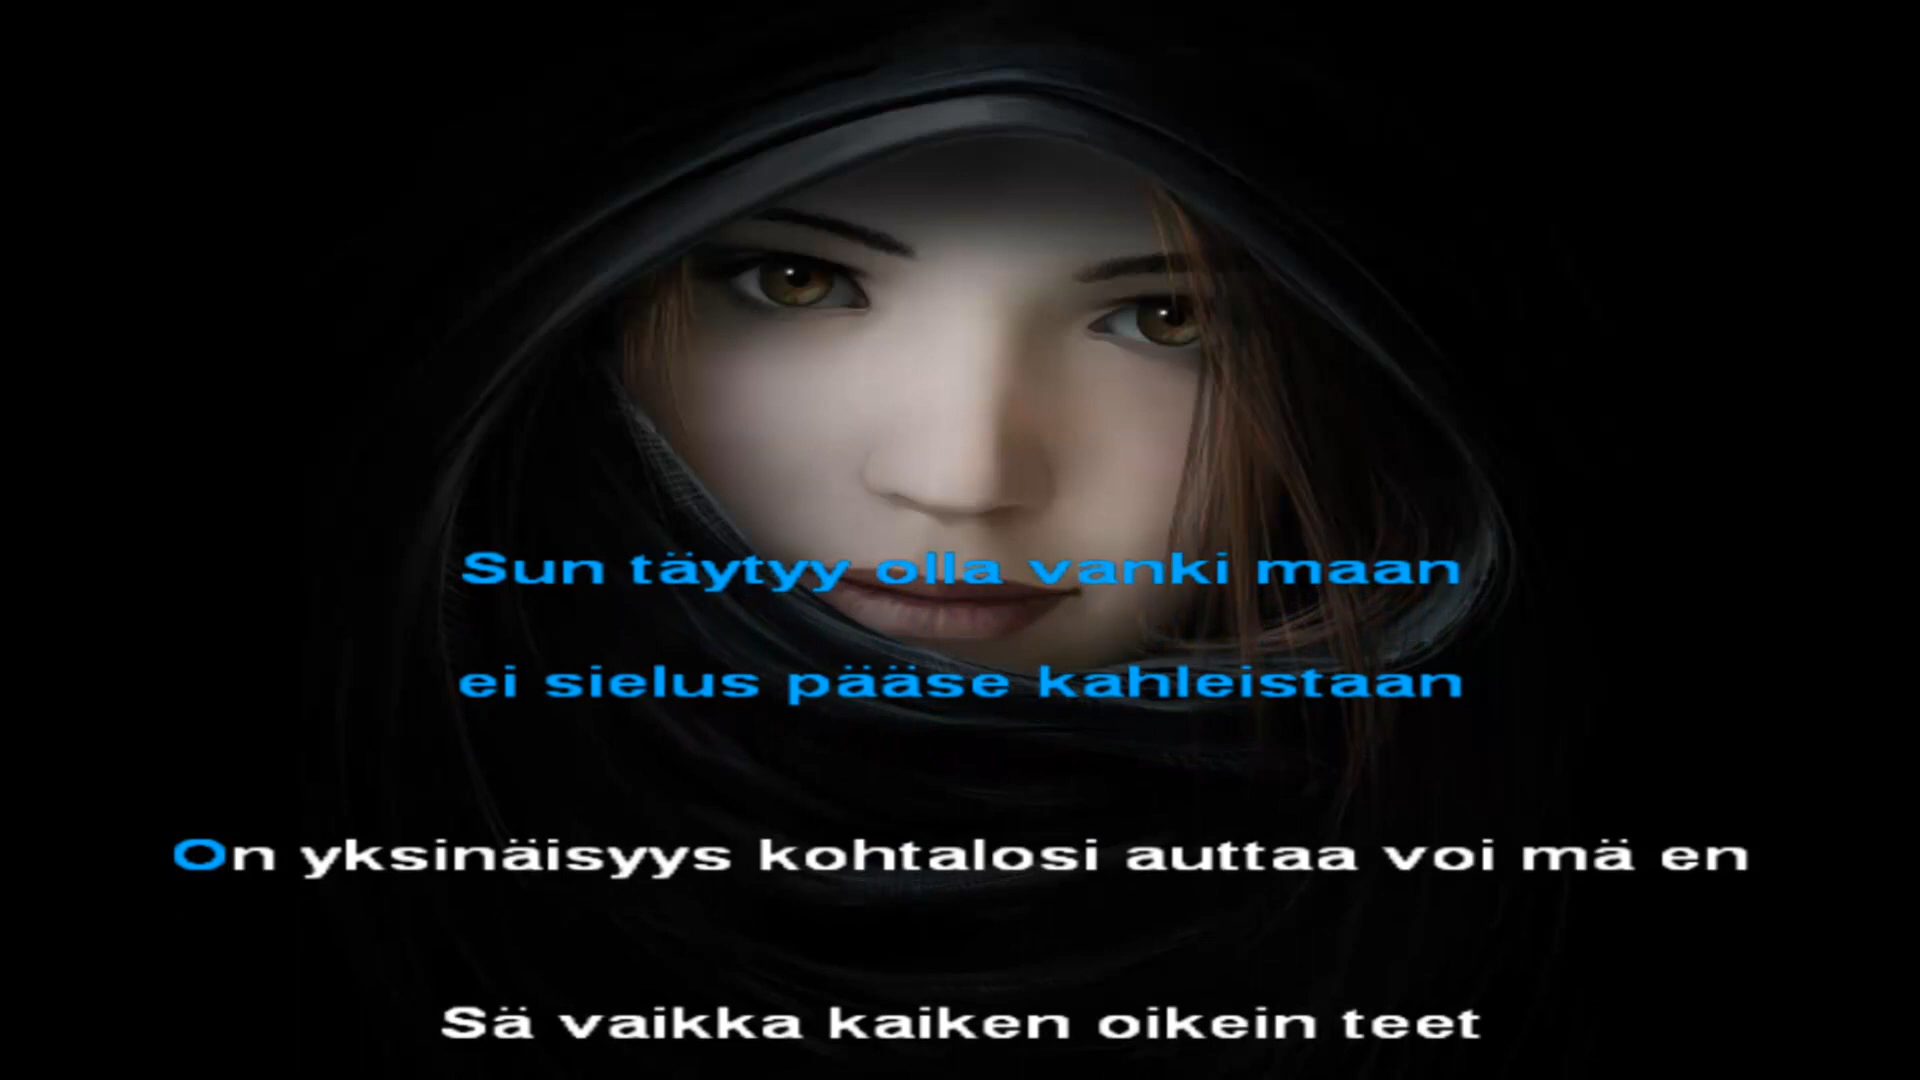 Sun täytyy olla vanki maan
ei sielus pääse kahleistaan
On yksinäisyys kohtalosi auttaa voi mä en
Sä vaikka kaiken oikein teet